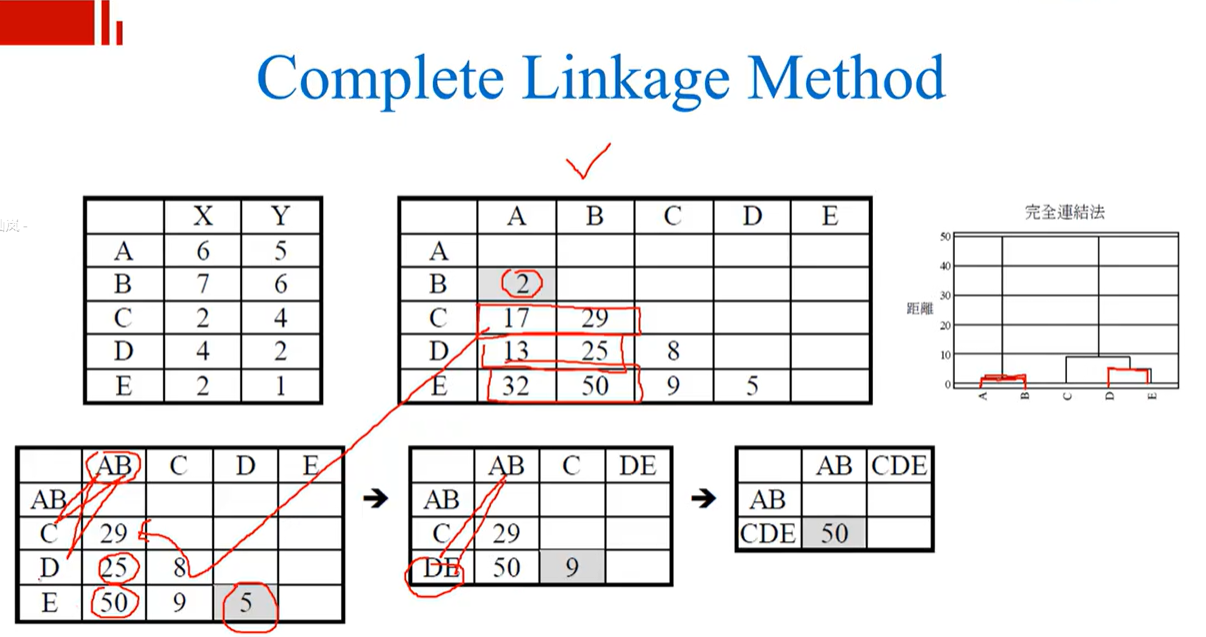 Complete Linkage Method
X Y
A 6 5
B 7 6
C 2 4
D 4 2
E 2 1
A B C D E
A
B 2
C 17 29
D 13 25 8
E 32 50 9 5
完全連結法
距離
50
40
30
20
10
0
A B C D E
AB C D E
AB
C 29
D 25 8
E 50 9 5
➔
AB C DE
AB
C 29
DE 50 9
➔
AB CDE
AB
CDE 50